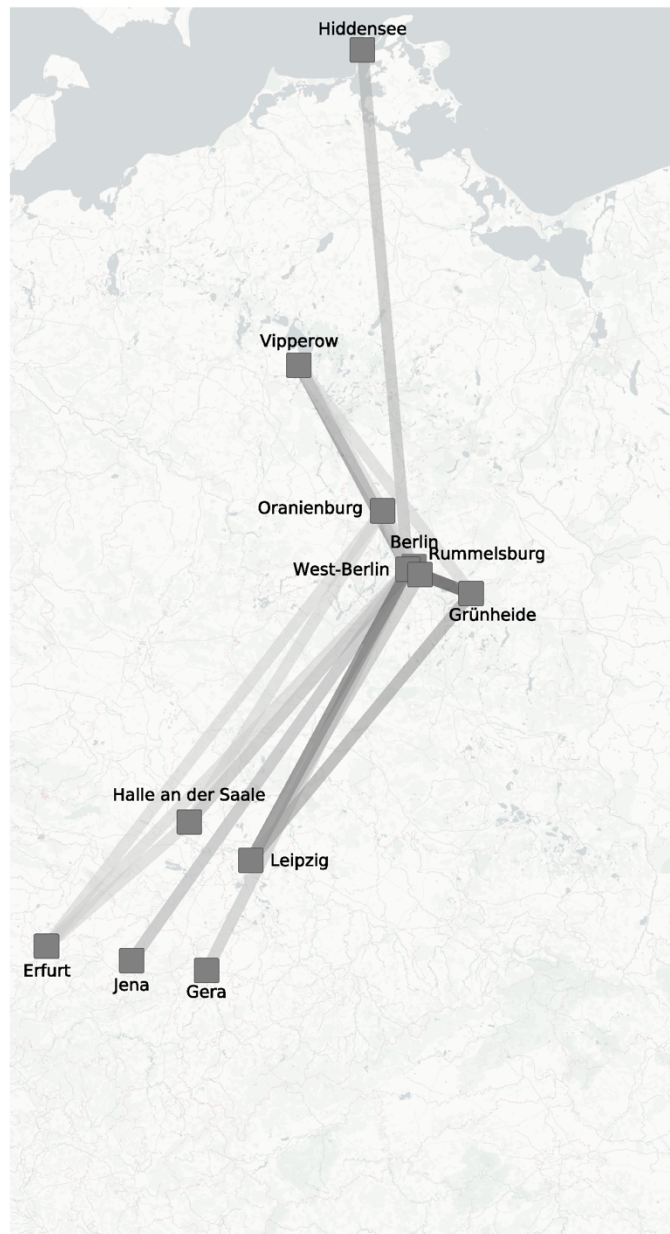 Hiddensee
Vipperow
Oranienburg
Berlin
Rummelsburg
West-Berlin
Grünheide
Halle an der Saale
Leipzig
Erfurt
Jena
Gera